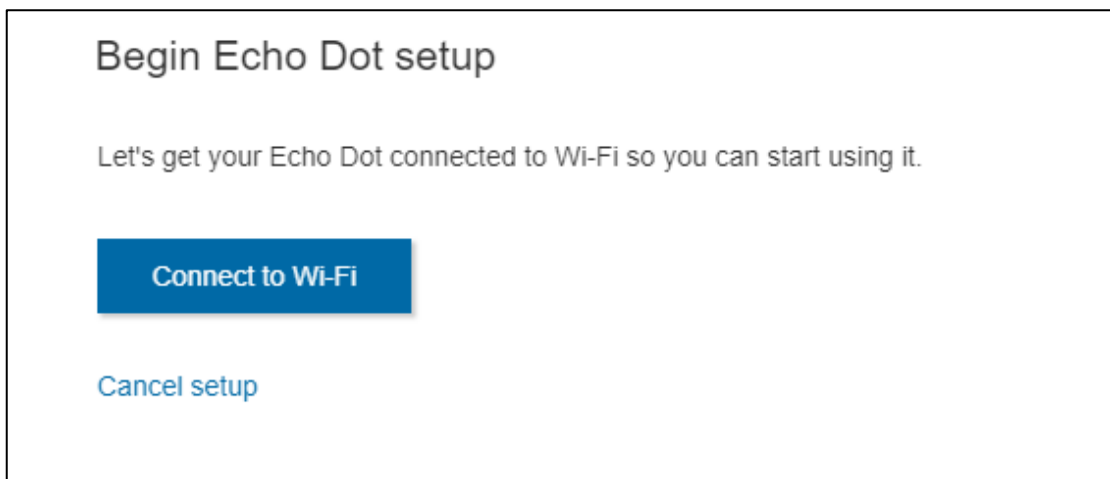 Begin Echo Dot setup
Let's get your Echo Dot connected to Wi-Fi so you can start using it.
Connect to Wi-Fi
Cancel setup